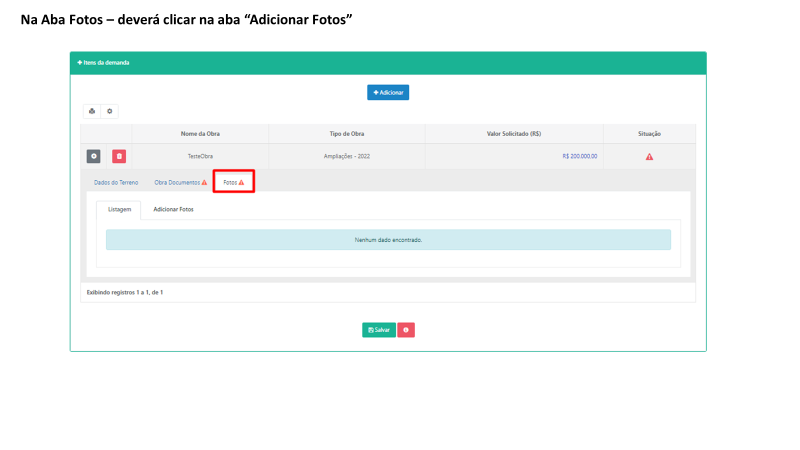 Na Aba Fotos – deverá clicar na aba “Adicionar Fotos”
Itens da demanda
Adicionar
Nome da Obra Tipo de Obra Valor Solicitado (R$) Situação
TesteObra Ampliações - 2022 R$ 200.000,00
Dados do Terreno Obra Documentos Fotos
Listagem Adicionar Fotos
Nenhum dado encontrado.
Exibindo registros 1 a 1, de 1
Salvar